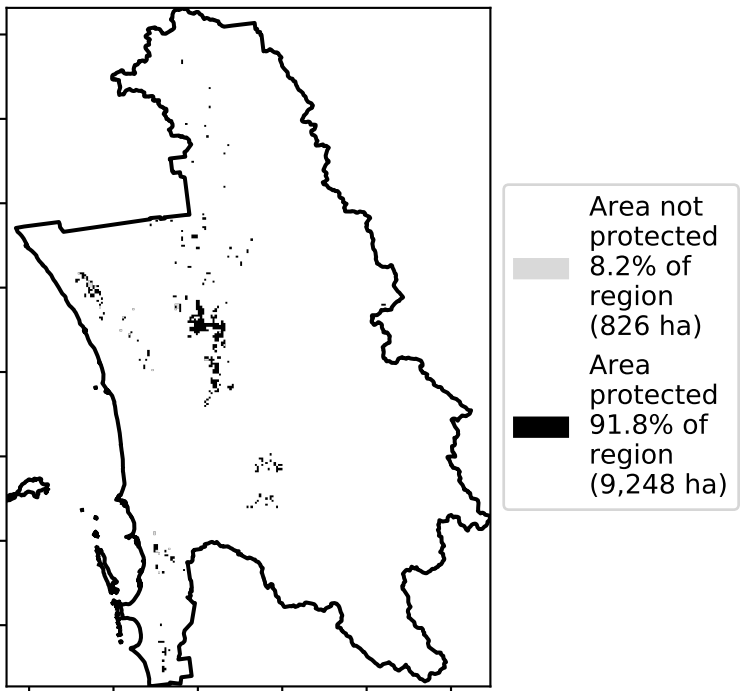 Area not
protected
8.2% of
region
(826 ha)
Area
protected
91.8% of
region
(9,248 ha)